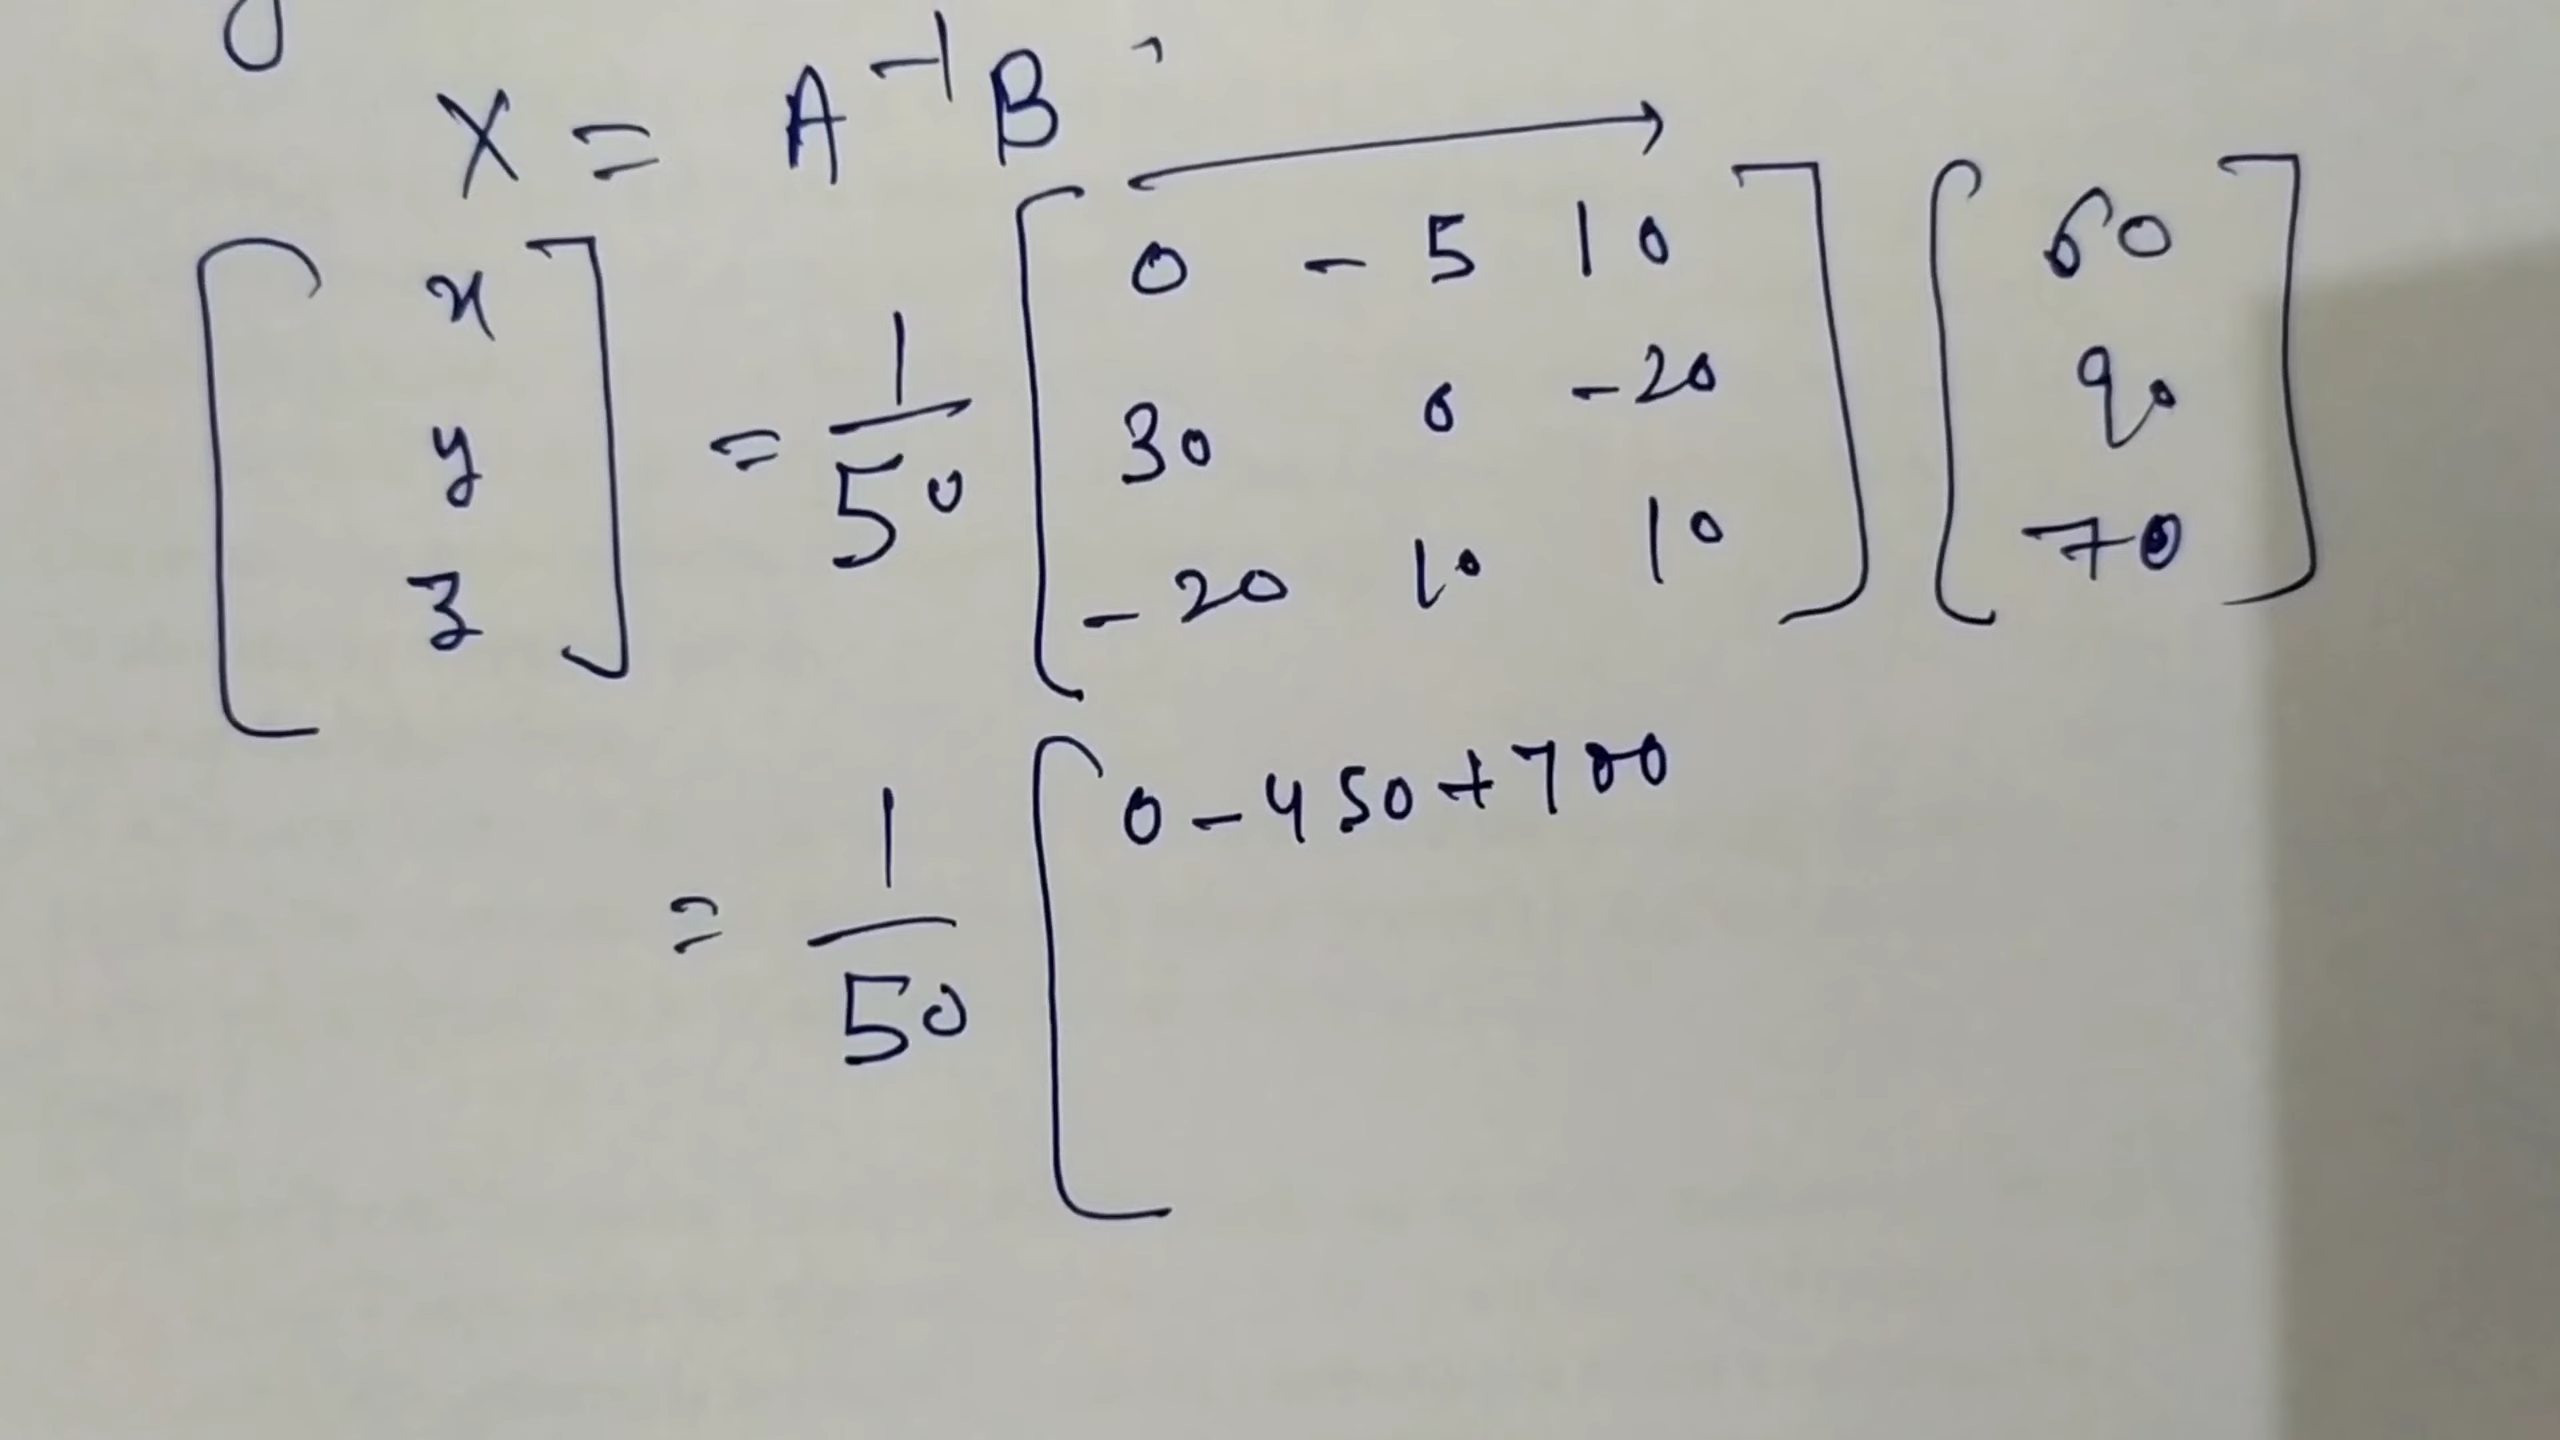 X = A⁻¹B
[x y z] = 1/50 [0 -5 10
30 0 -20
-20 10 10] [60 90 70]
= 1/50 [0-450+700